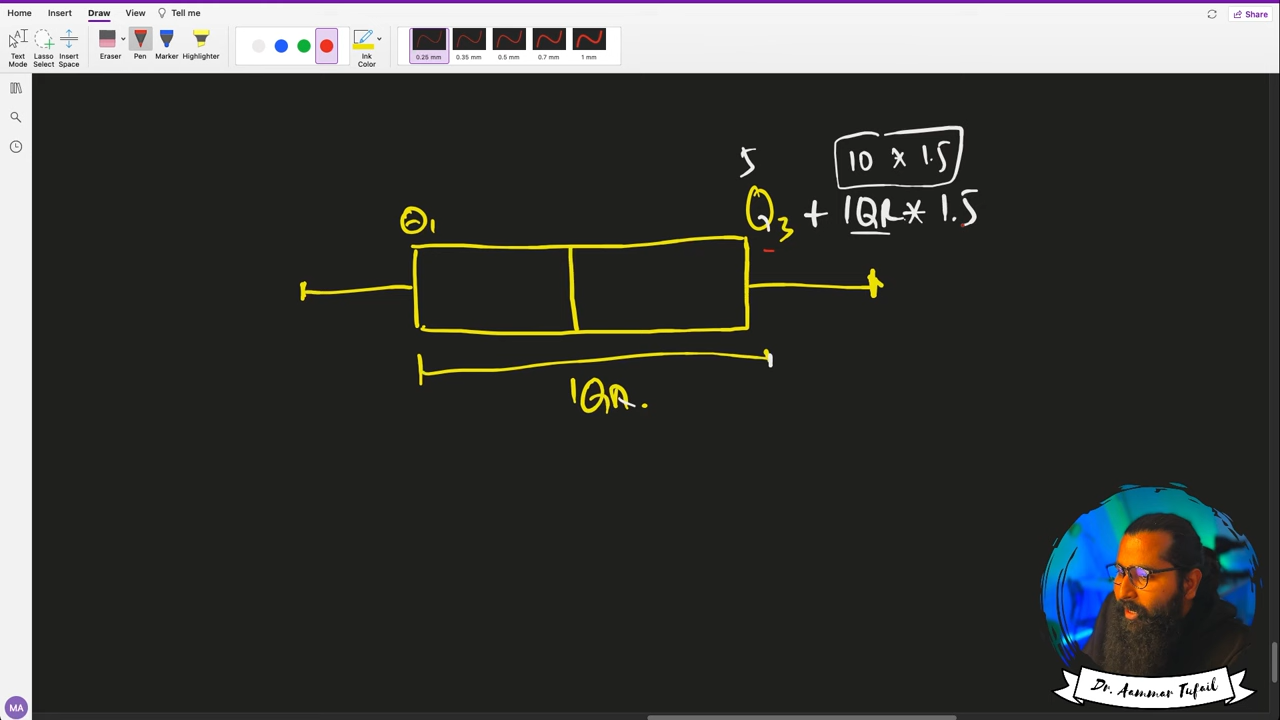 Home Insert Draw View Tell me
Share
Text Mode
Lasso Select
Insert Space
Eraser
Pen
Marker
Highlighter
Ink Color
0.25 mm
0.35 mm
0.5 mm
0.7 mm
1 mm
5
10 * 1.5
Q1
Q3 + IQR * 1.5
IQR.
MA
Dr. Aammar Tufail